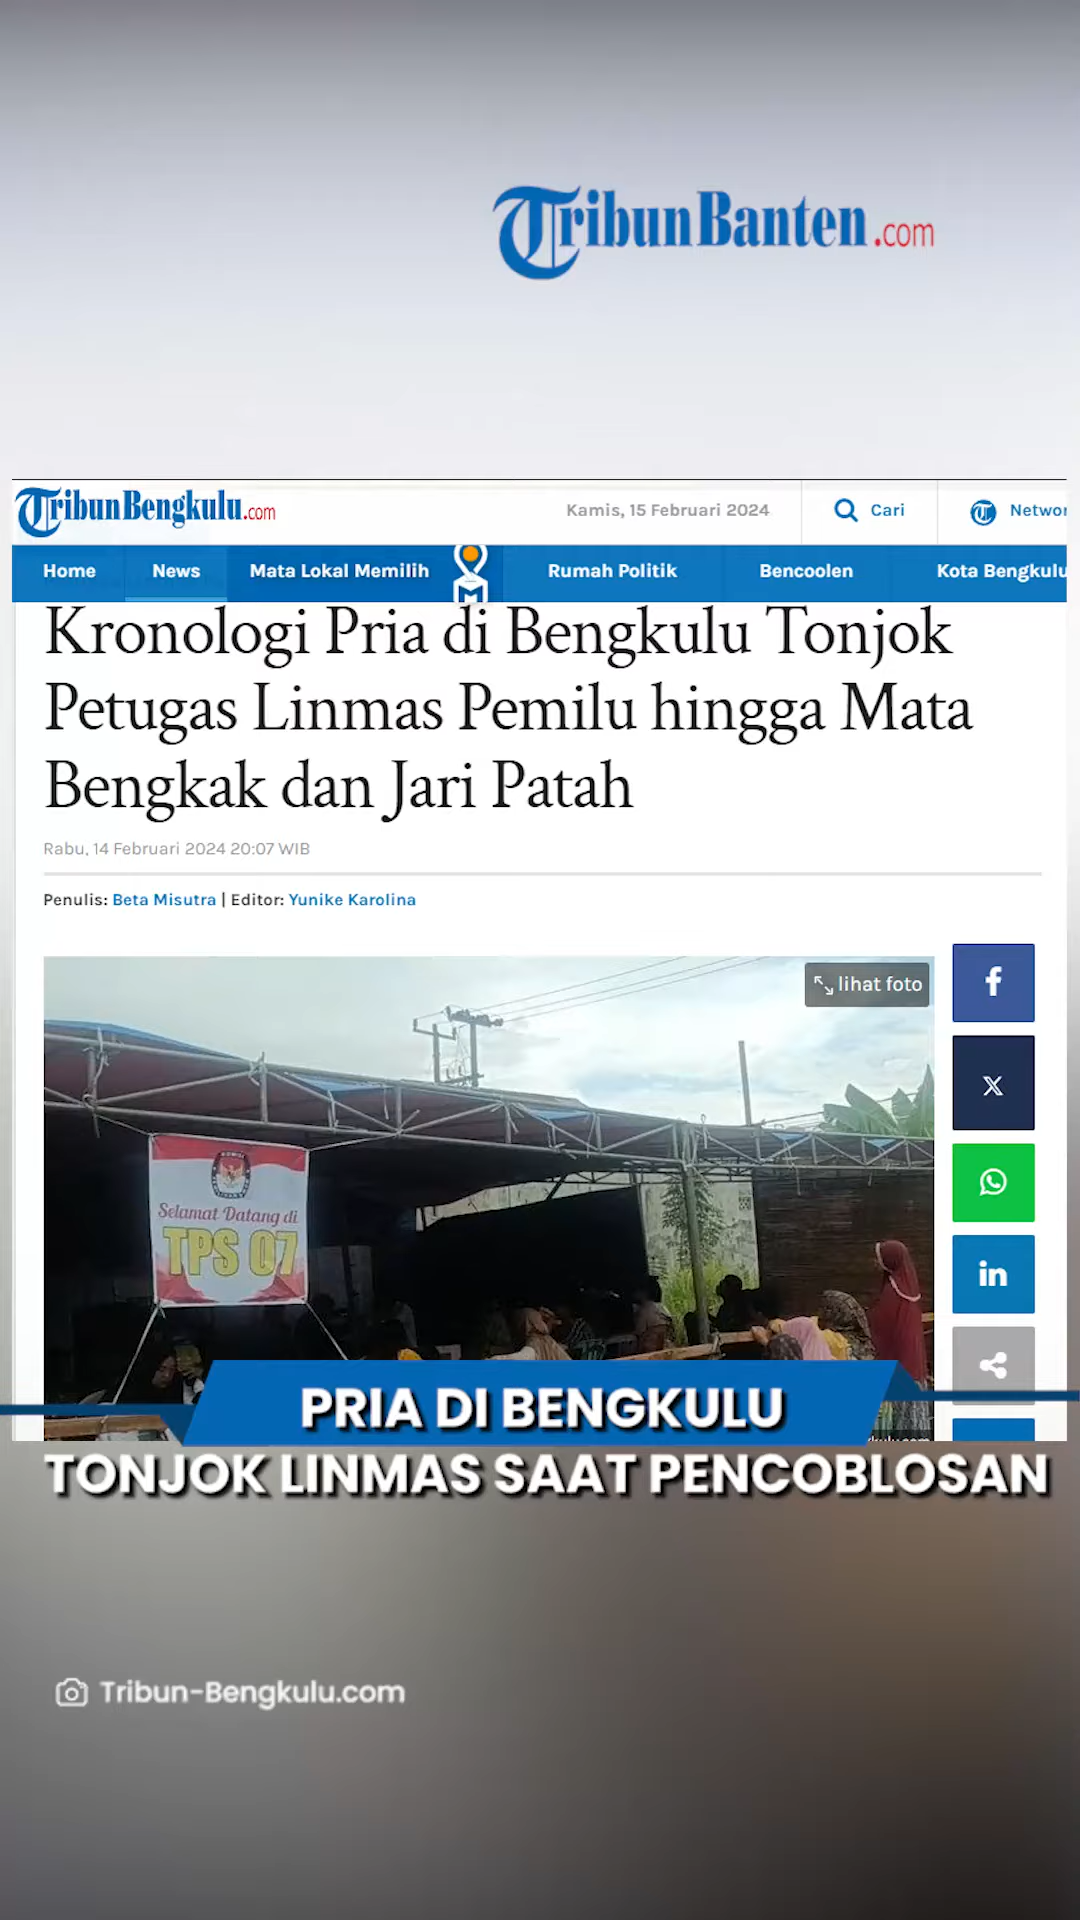 TribunBanten.com
TribunBengkulu.com
Kamis, 15 Februari 2024
Cari
Networ
Home
News
Mata Lokal Memilih
Rumah Politik
Bencoolen
Kota Bengkulu
Kronologi Pria di Bengkulu Tonjok
Petugas Linmas Pemilu hingga Mata
Bengkak dan Jari Patah
Rabu, 14 Februari 2024 20:07 WIB
Penulis: Beta Misutra | Editor: Yunike Karolina
lihat foto
Selamat Datang di
TPS 07
PRIA DI BENGKULU
TONJOK LINMAS SAAT PENCOBLOSAN
Tribun-Bengkulu.com